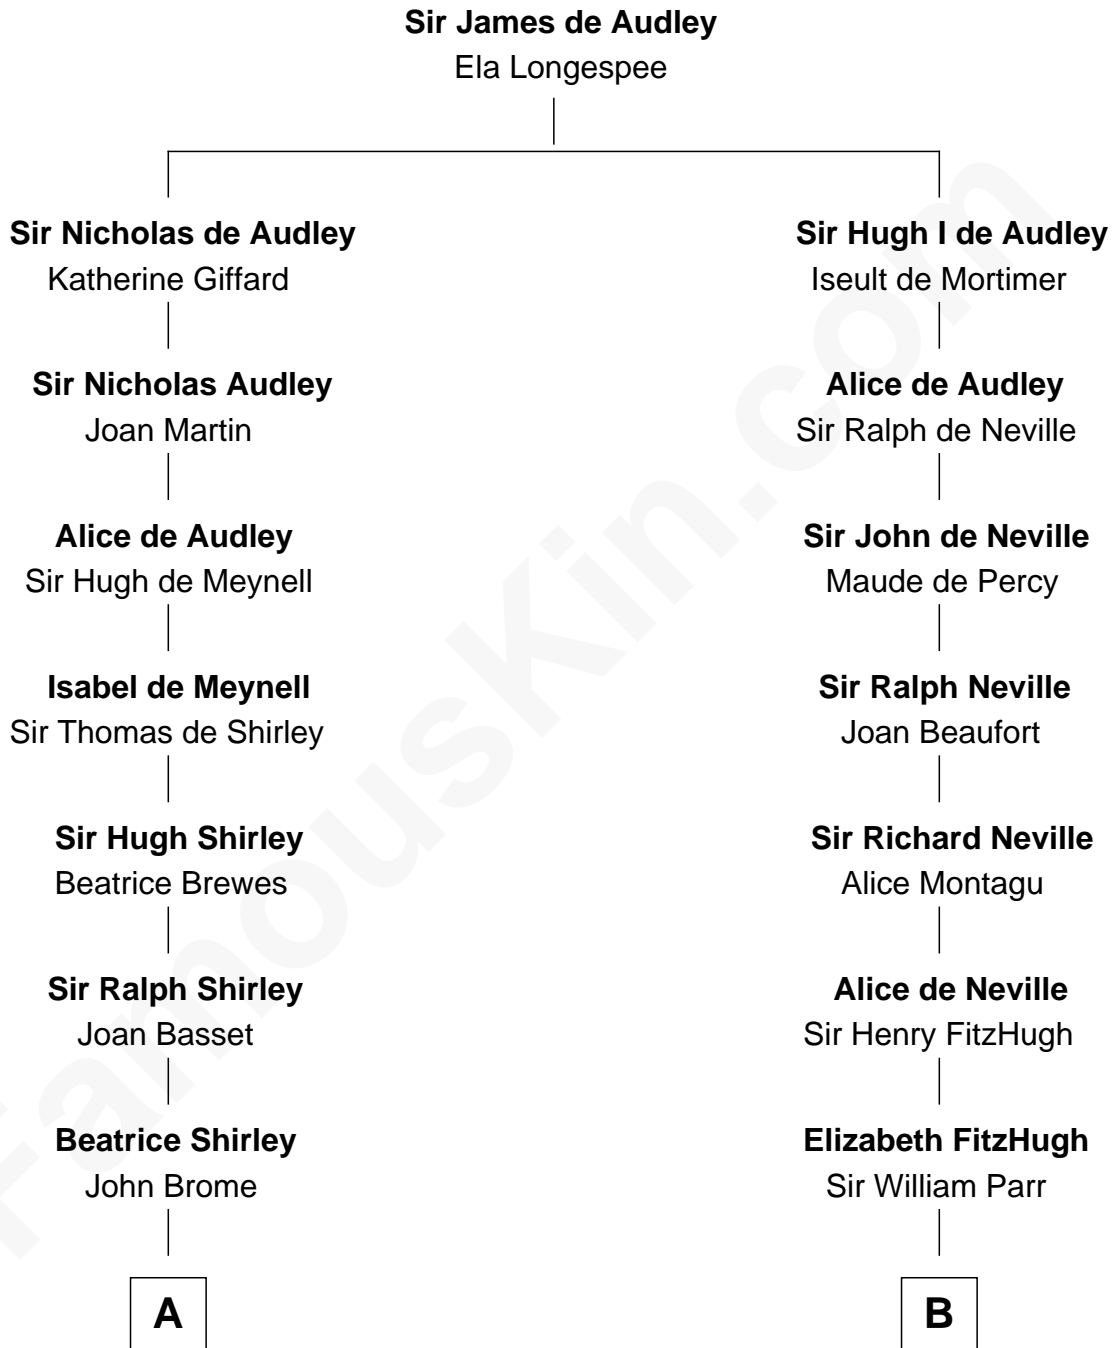 Sir James de Audley
Ela Longespee
Sir Nicholas de Audley
Katherine Giffard
Sir Nicholas Audley
Joan Martin
Alice de Audley
Sir Hugh de Meynell
Isabel de Meynell
Sir Thomas de Shirley
Sir Hugh Shirley
Beatrice Brewes
Sir Ralph Shirley
Joan Basset
Beatrice Shirley
John Brome
A
Sir Hugh I de Audley
Iseult de Mortimer
Alice de Audley
Sir Ralph de Neville
Sir John de Neville
Maude de Percy
Sir Ralph Neville
Joan Beaufort
Sir Richard Neville
Alice Montagu
Alice de Neville
Sir Henry FitzHugh
Elizabeth FitzHugh
Sir William Parr
B
FamousKin.com